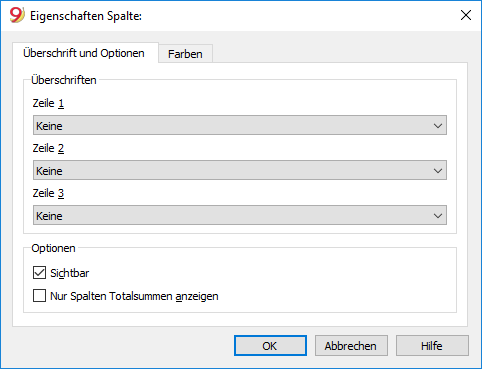 9 Eigenschaften Spalte:
Überschrift und Optionen Farben
Überschriften
Zeile 1
Keine
Zeile 2
Keine
Zeile 3
Keine
Optionen
Sichtbar
Nur Spalten Totalsummen anzeigen
OK Abbrechen Hilfe